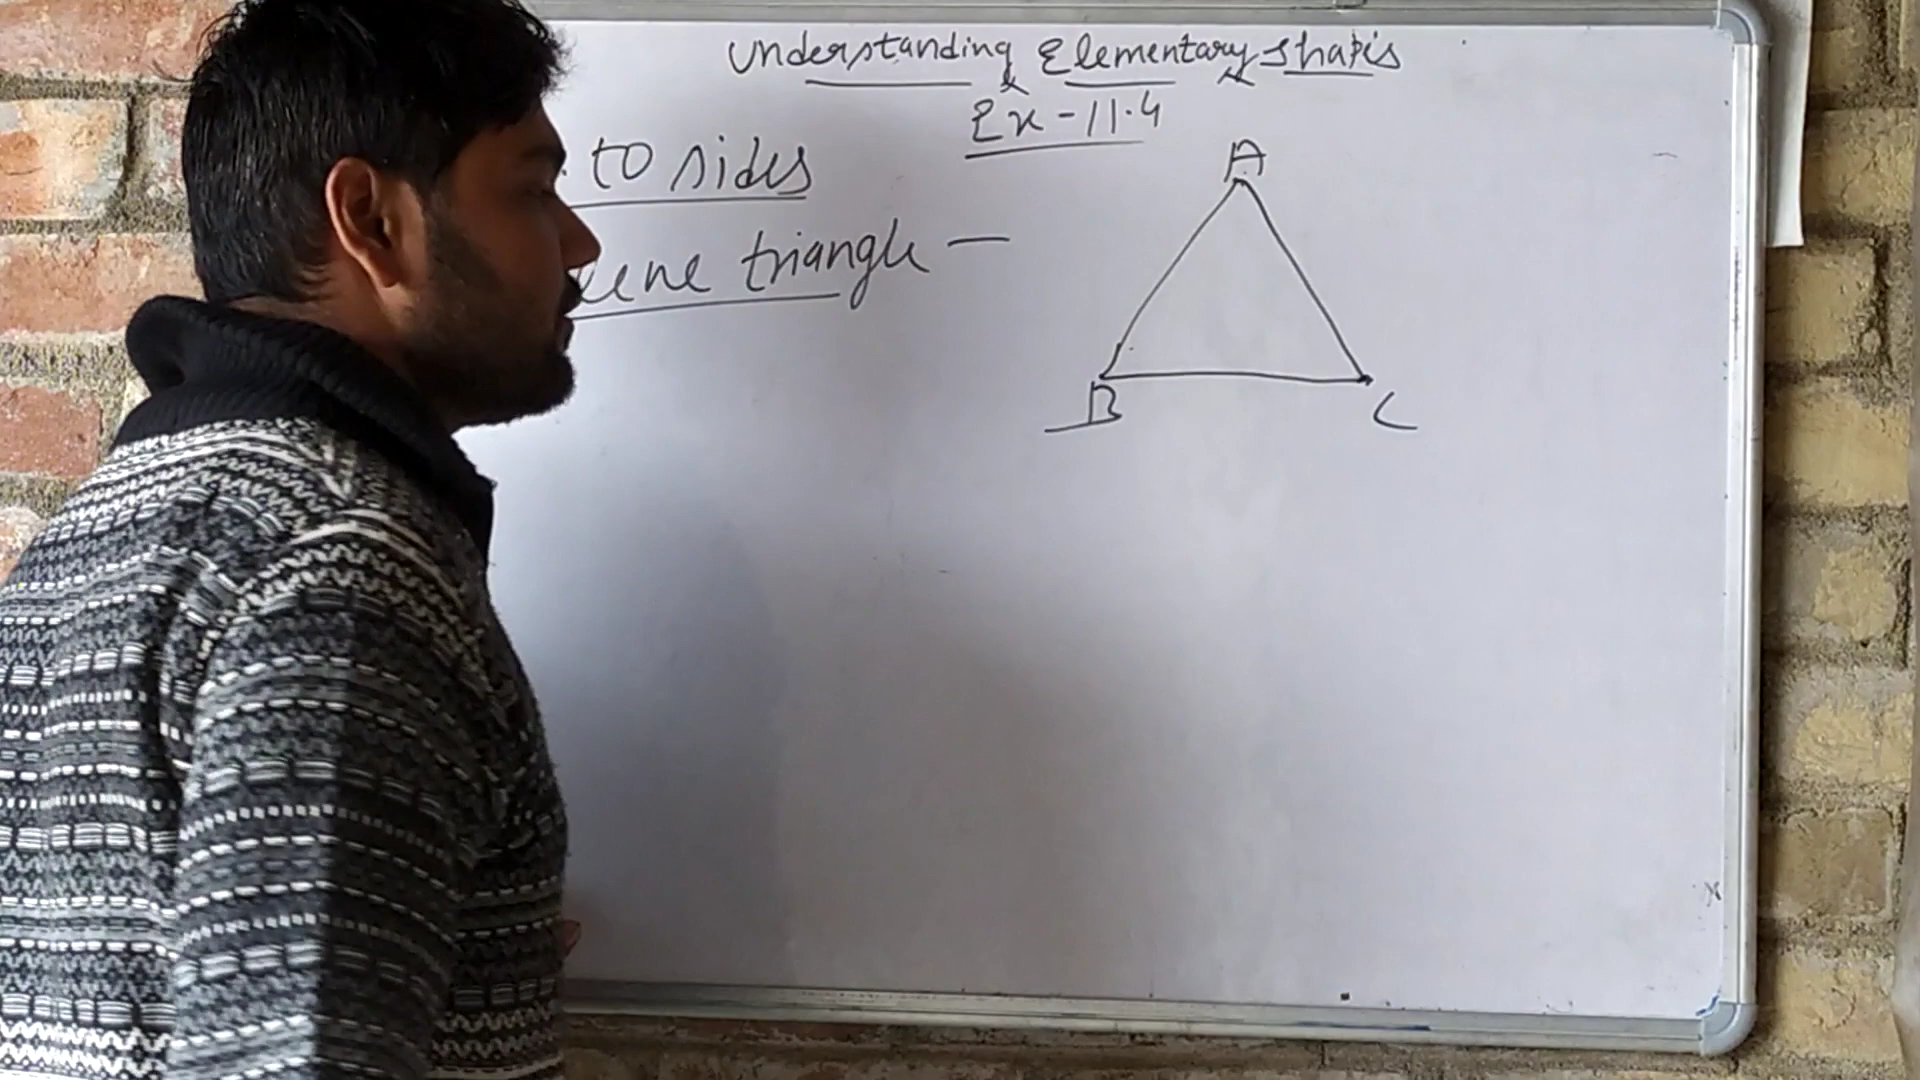 Understanding Elementary Shapes
Ex - 11.4
to sides
triangle —
A
B
C